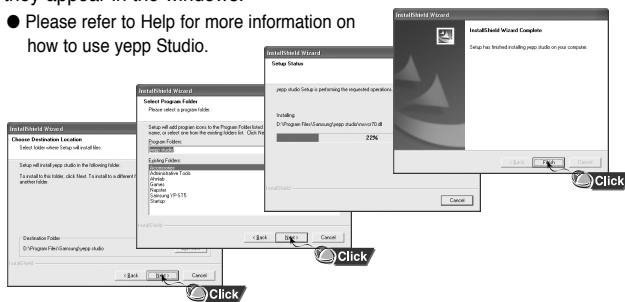 they appear in the windows.
● Please refer to Help for more information on
how to use yepp Studio.
InstallShield Wizard
Choose Destination Location
Select folder where Setup will install files.
Setup will install yepp studio in the following folder.
To install to this folder, click Next. To install to a different f
another folder.
Destination Folder
D:\Program Files\Samsung\yepp studio
InstallShield
< Back
Next >
Cancel
Click
InstallShield Wizard
Select Program Folder
Please select a program folder.
Setup will add program icons to the Program Folder listed
name, or select one from the existing folders list. Click Ne
Program Folders:
yepp studio
Existing Folders:
Accessories
Administrative Tools
Ahnlab
Games
Napster
Samsung YP-ST5
Startup
InstallShield
< Back
Next >
Cancel
Click
InstallShield Wizard
Setup Status
yepp studio Setup is performing the requested operations.
Installing:
D:\Program Files\Samsung\yepp studio\msvcr70.dll
22%
InstallShield
Cancel
InstallShield Wizard
InstallShield Wizard Complete
Setup has finished installing yepp studio on your computer.
< Back
Finish
Cancel
Click